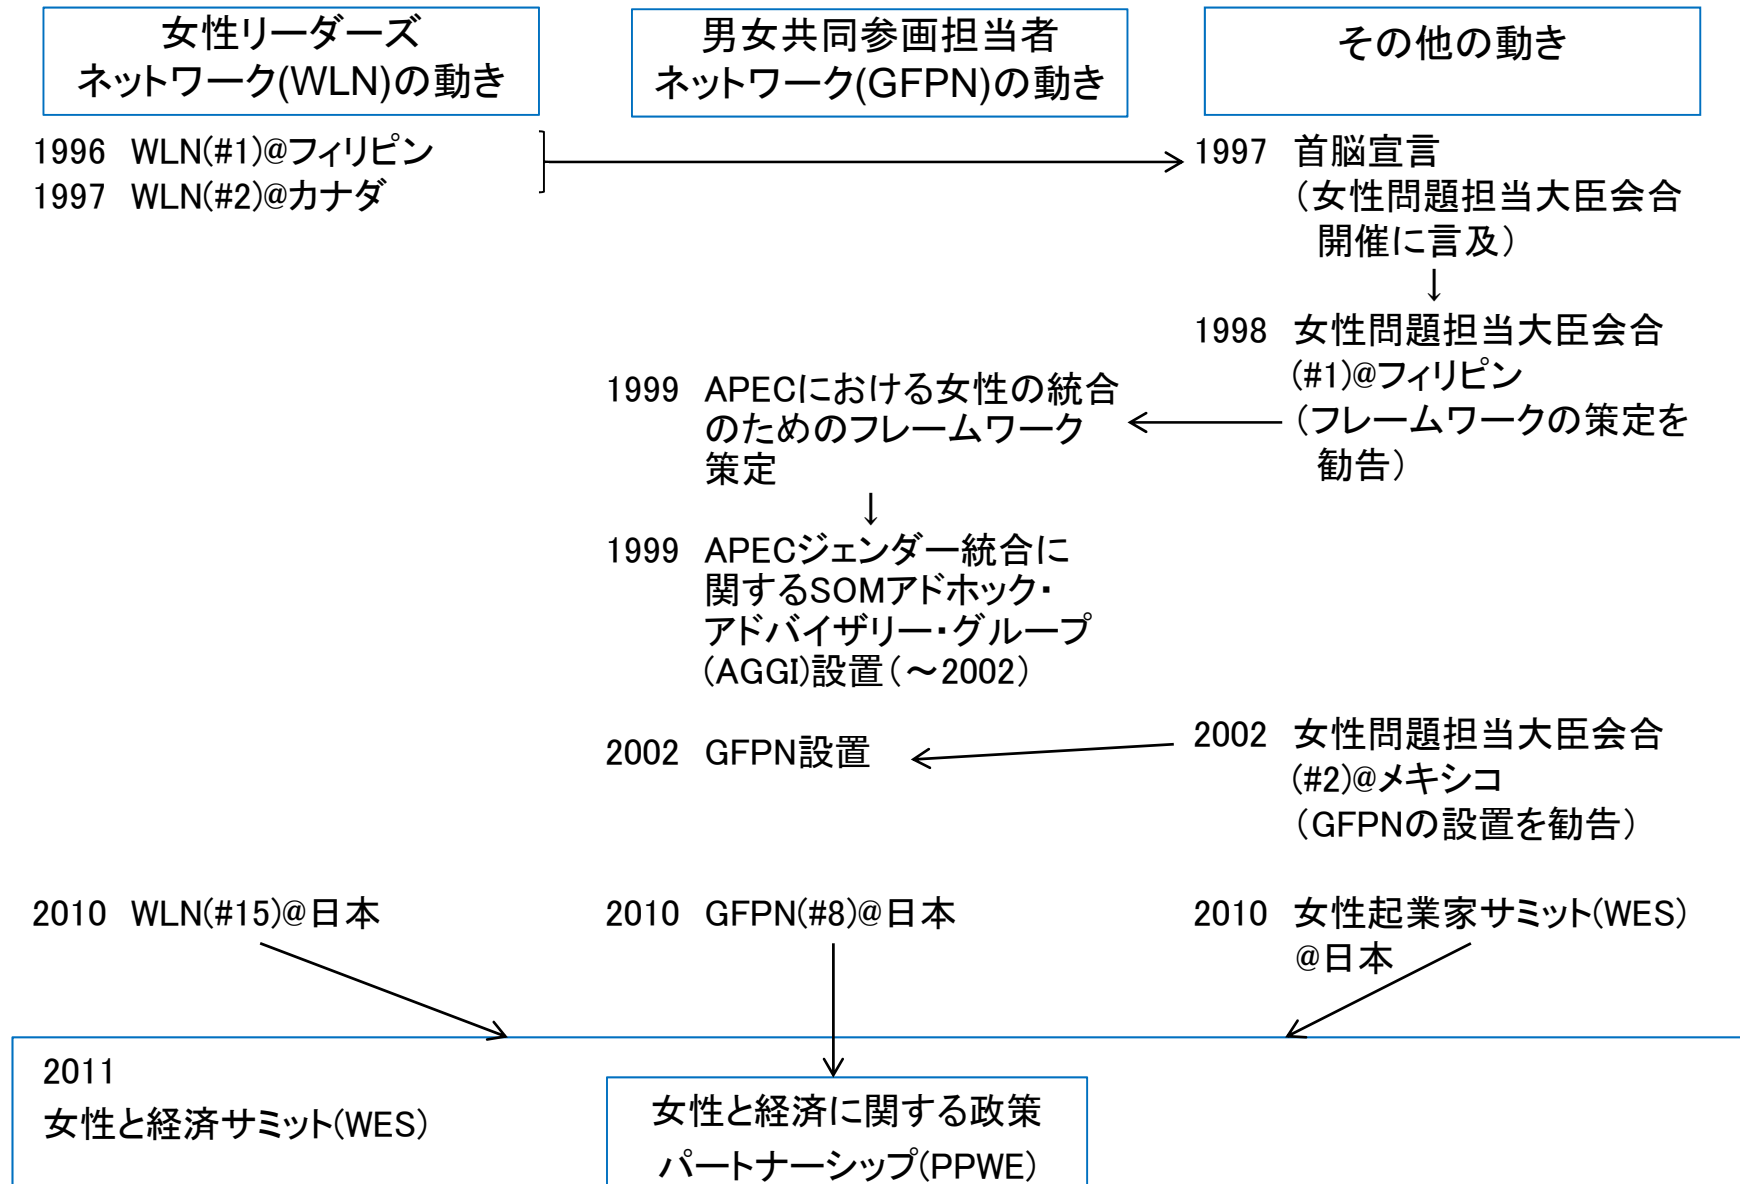 女性リーダーズ
ネットワーク(WLN)の動き
男女共同参画担当者
ネットワーク(GFPN)の動き
その他の動き
1996 WLN(#1)@フィリピン
1997 WLN(#2)@カナダ
1997 首脳宣言
（女性問題担当大臣会合
開催に言及）
↓
1998 女性問題担当大臣会合
(#1)@フィリピン
（フレームワークの策定を
勧告）
1999 APECにおける女性の統合
のためのフレームワーク
策定
↓
1999 APECジェンダー統合に
関するSOMアドホック・
アドバイザリー・グループ
(AGGI)設置（～2002）
2002 GFPN設置
2002 女性問題担当大臣会合
(#2)@メキシコ
（GFPNの設置を勧告）
2010 WLN(#15)@日本
2010 GFPN(#8)@日本
2010 女性起業家サミット(WES)
@日本
2011
女性と経済サミット(WES)
女性と経済に関する政策
パートナーシップ(PPWE)